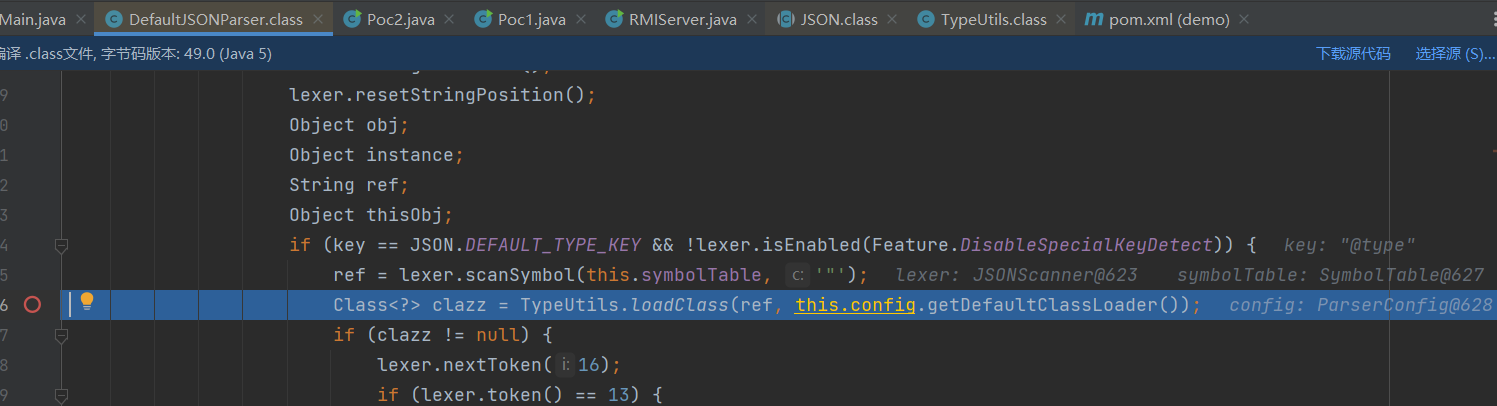 Main.java DefaultJSONParser.class Poc2.java Poc1.java RMIServer.java JSON.class TypeUtils.class pom.xml (demo)
编译 .class文件, 字节码版本: 49.0 (Java 5) 下载源代码 选择源 (S)...
9 lexer.resetStringPosition();
0 Object obj;
1 Object instance;
2 String ref;
3 Object thisObj;
4 if (key == JSON.DEFAULT_TYPE_KEY && !lexer.isEnabled(Feature.DisableSpecialKeyDetect)) { key: "@type"
5 ref = lexer.scanSymbol(this.symbolTable, c: '"'); lexer: JSONScanner@623 symbolTable: SymbolTable@627
6 Class<?> clazz = TypeUtils.loadClass(ref, this.config.getDefaultClassLoader()); config: ParserConfig@628
7 if (clazz != null) {
8 lexer.nextToken( i: 16);
9 if (lexer.token() == 13) {